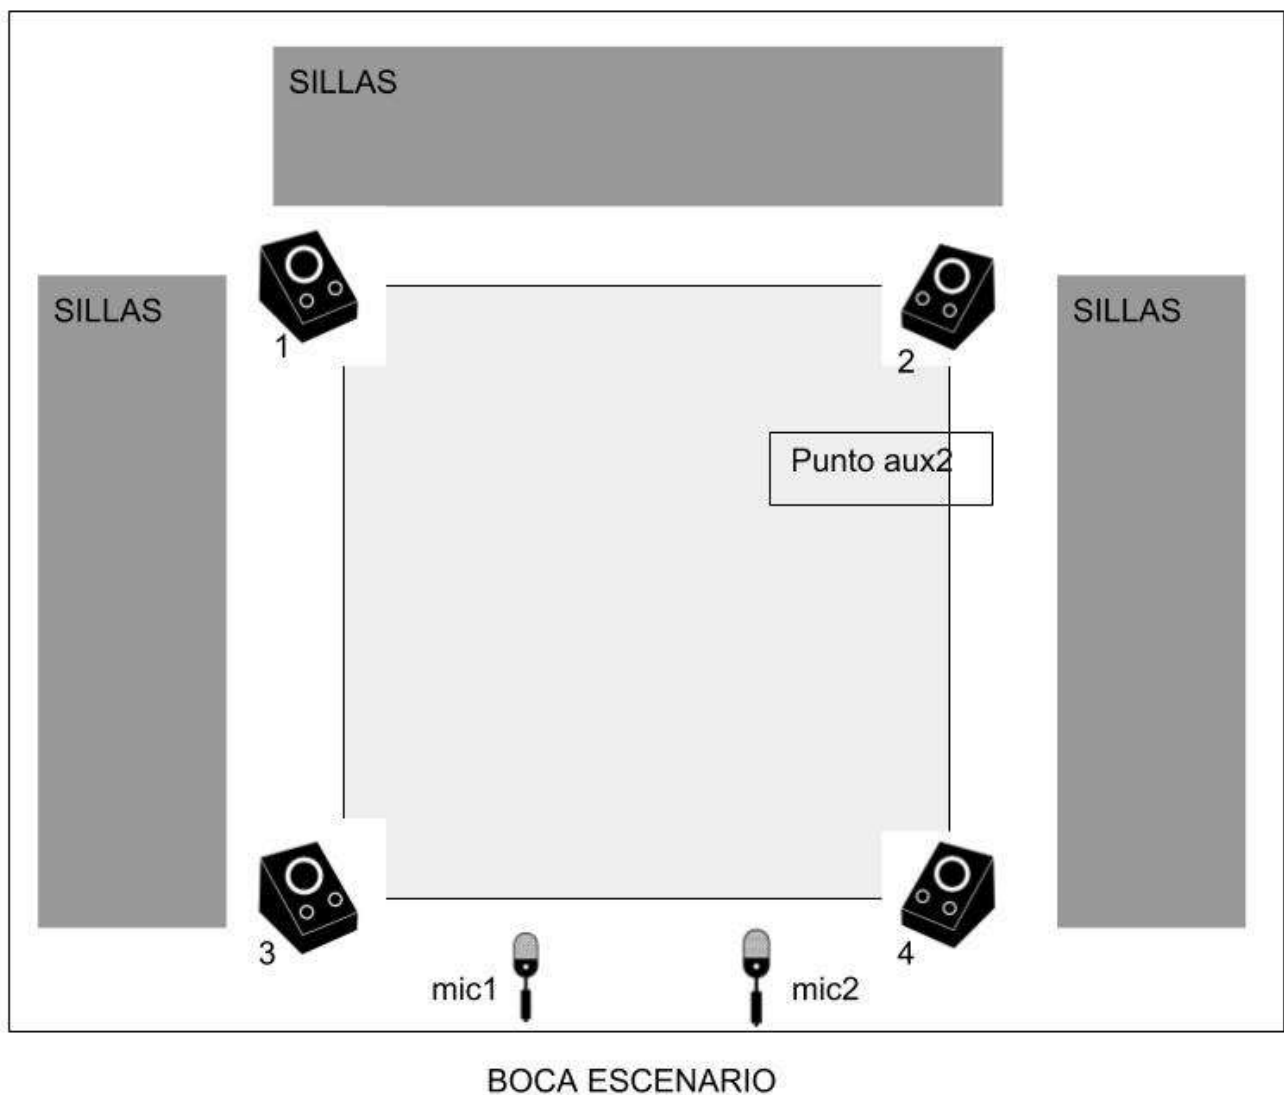 SILLAS
SILLAS
SILLAS
1
2
Punto aux2
3
4
mic1
mic2
BOCA ESCENARIO